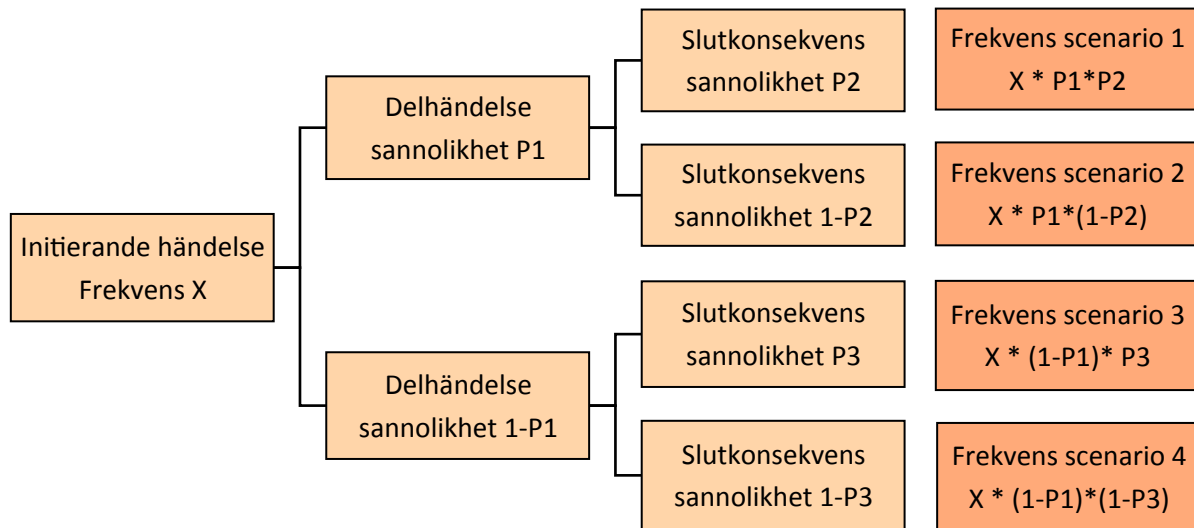 Initierande händelse
Frekvens X
Delhändelse
sannolikhet P1
Delhändelse
sannolikhet 1-P1
Slutkonsekvens
sannolikhet P2
Slutkonsekvens
sannolikhet 1-P2
Slutkonsekvens
sannolikhet P3
Slutkonsekvens
sannolikhet 1-P3
Frekvens scenario 1
X * P1*P2
Frekvens scenario 2
X * P1*(1-P2)
Frekvens scenario 3
X * (1-P1)* P3
Frekvens scenario 4
X * (1-P1)*(1-P3)